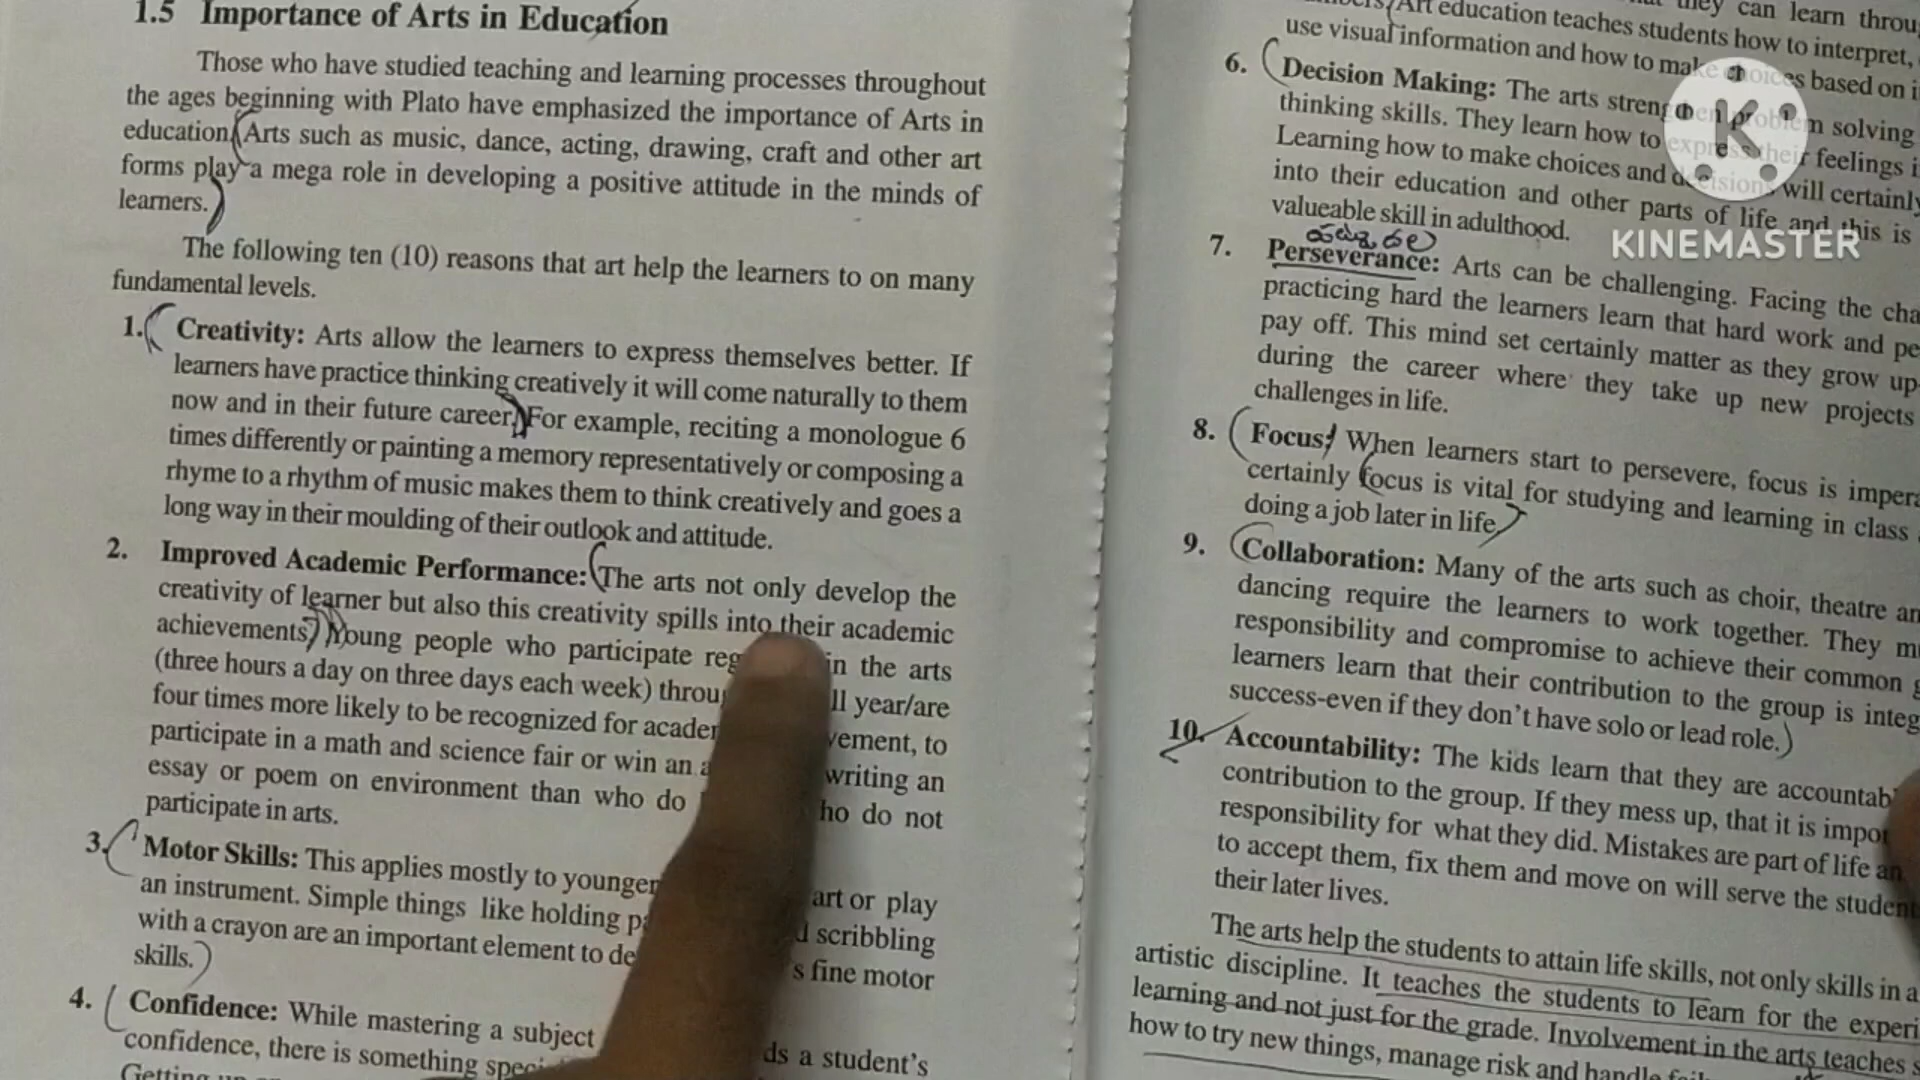 1.5 Importance of Arts in Education
Those who have studied teaching and learning processes throughout
the ages beginning with Plato have emphasized the importance of Arts in
education. Arts such as music, dance, acting, drawing, craft and other art
forms play a mega role in developing a positive attitude in the minds of
learners.
The following ten (10) reasons that art help the learners to on many
fundamental levels.
1. Creativity: Arts allow the learners to express themselves better. If
learners have practice thinking creatively it will come naturally to them
now and in their future career. For example, reciting a monologue 6
times differently or painting a memory representatively or composing a
rhyme to a rhythm of music makes them to think creatively and goes a
long way in their moulding of their outlook and attitude.
2. Improved Academic Performance: The arts not only develop the
creativity of learner but also this creativity spills into their academic
achievements. Young people who participate in the arts
(three hours a day on three days each week) year/are
four times more likely to be recognized for to
participate in a math and science fair or win an writing an
essay or poem on environment than who do who do not
participate in arts.
3. Motor Skills: This applies mostly to younger art or play
an instrument. Simple things like holding scribbling
with a crayon are an important element to fine motor
skills.
4. Confidence: While mastering a subject a student's
confidence, there is something
they can learn
Art education teaches students how to interpret,
use visual information and how to make choices based on
6. Decision Making: The arts strengthen problem solving
thinking skills. They learn how to express their feelings
Learning how to make choices and decisions will certainly
into their education and other parts of life and this is
valueable skill in adulthood.
7. Perseverance: Arts can be challenging. Facing the
practicing hard the learners learn that hard work and
pay off. This mind set certainly matter as they grow up
during the career where they take up new projects
challenges in life.
8. Focus: When learners start to persevere, focus is
certainly focus is vital for studying and learning in class
doing a job later in life
9. Collaboration: Many of the arts such as choir, theatre
dancing require the learners to work together. They
responsibility and compromise to achieve their common
learners learn that their contribution to the group is
success-even if they don't have solo or lead role.
10. Accountability: The kids learn that they are
contribution to the group. If they mess up, that it is
responsibility for what they did. Mistakes are part of life
to accept them, fix them and move on will serve the
their later lives.
The arts help the students to attain life skills, not only skills in
artistic discipline. It teaches the students to learn for the
learning and not just for the grade. Involvement in the arts teaches
how to try new things, manage risk and handle
KINEMASTER